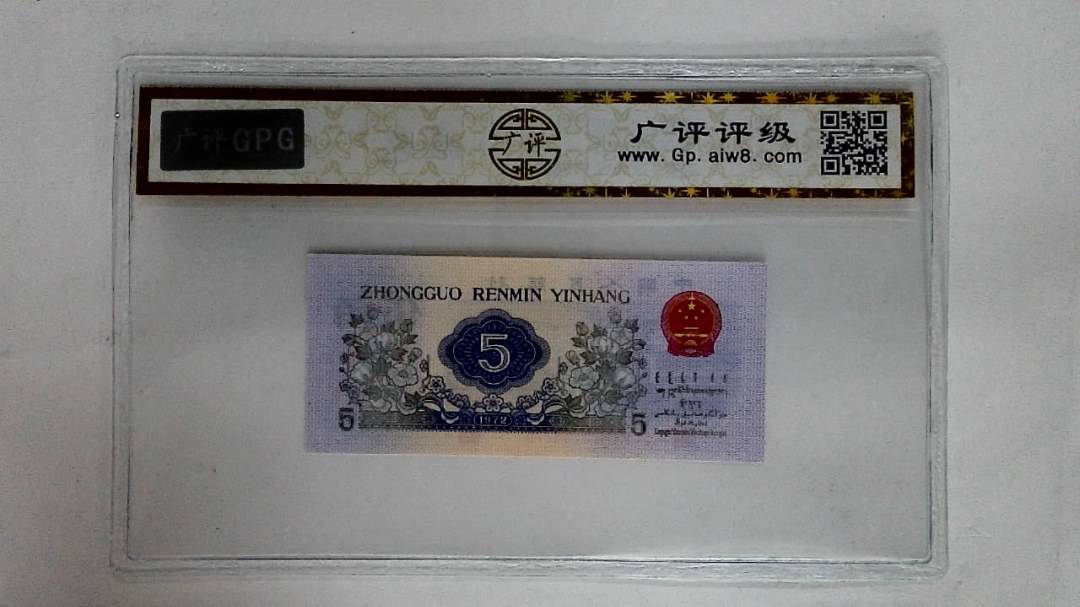 广评GPG
广评
广评评级
www. Gp. aiw8. com
ZHONGGUO RENMIN YINHANG
5
5
1972
5